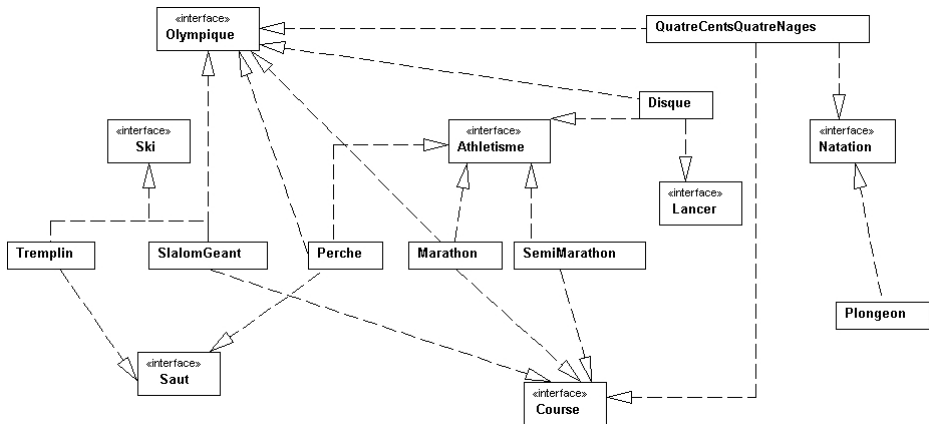 «interface»
Olympique
QuatreCentsQuatreNages
Disque
«interface»
Ski
«interface»
Athletisme
«interface»
Natation
«interface»
Lancer
Tremplin
SlalomGeant
Perche
Marathon
SemiMarathon
Plongeon
«interface»
Saut
«interface»
Course